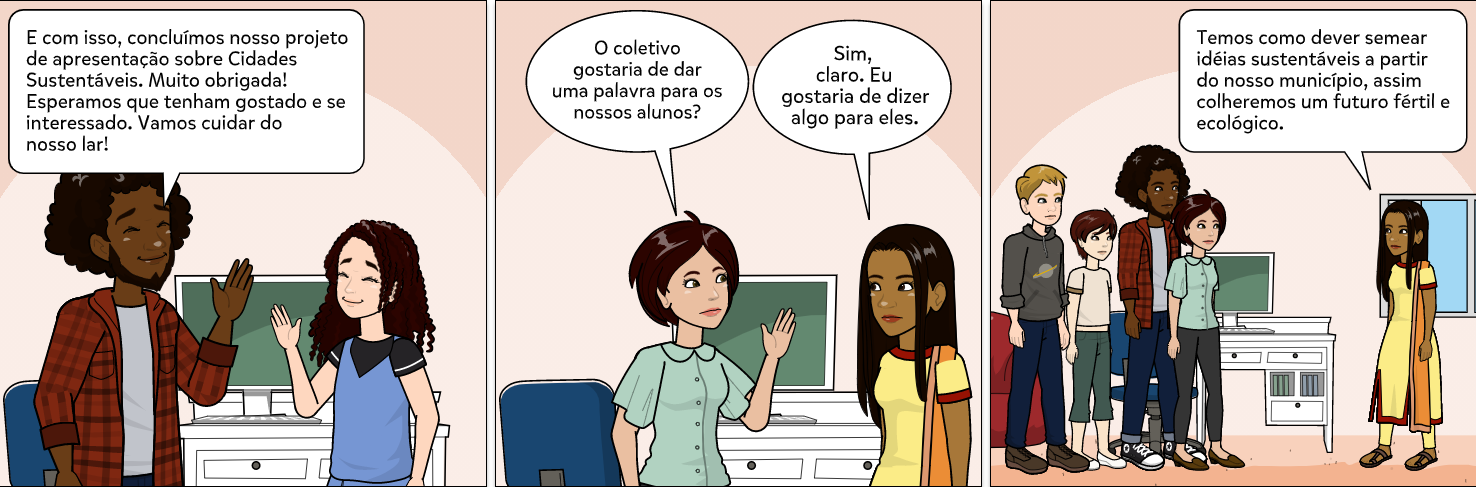 E com isso, concluímos nosso projeto
de apresentação sobre Cidades
Sustentáveis. Muito obrigada!
Esperamos que tenham gostado e se
interessado. Vamos cuidar do
nosso lar!
O coletivo
gostaria de dar
uma palavra para os
nossos alunos?
Sim,
claro. Eu
gostaria de dizer
algo para eles.
Temos como dever semear
idéias sustentáveis a partir
do nosso município, assim
colheremos um futuro fértil e
ecológico.